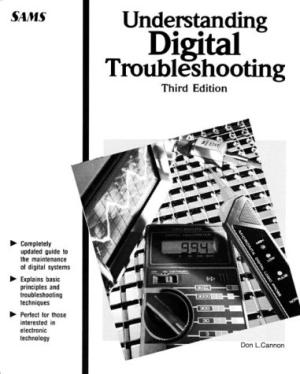 SAMS
Understanding
Digital
Troubleshooting
Third Edition
Completely
updated guide to
the maintenance
of digital systems
Explains basic
principles and
troubleshooting
techniques
Perfect for those
interested in
electronic
technology
Don L. Cannon